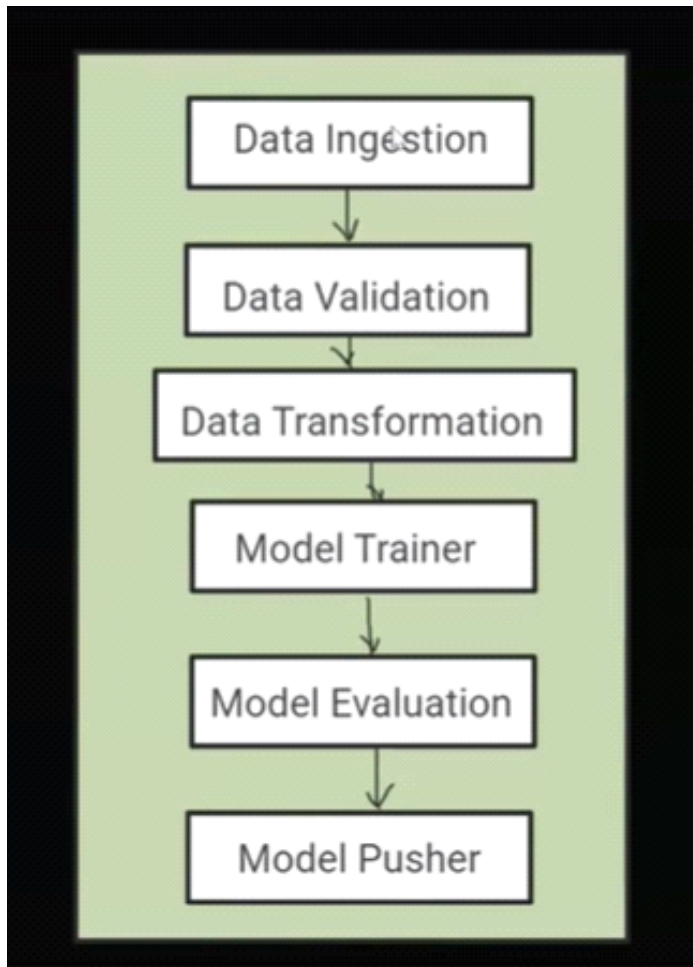 Data Ingestion
Data Validation
Data Transformation
Model Trainer
Model Evaluation
Model Pusher